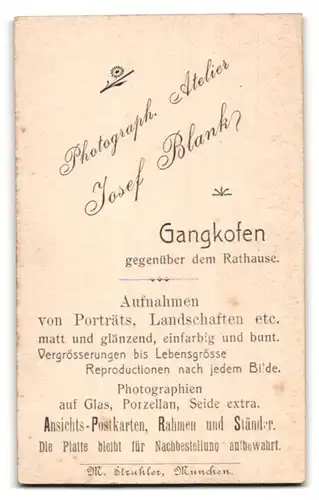 Photograph. Atelier
Josef Blank
Gangkofen
gegenüber dem Rathause.
Aufnahmen
von Porträts, Landschaften etc.
matt und glänzend, einfarbig und bunt.
Vergrösserungen bis Lebensgrösse
Reproductionen nach jedem Bilde.
Photographien
auf Glas, Porzellan, Seide extra.
Ansichts-Postkarten, Rahmen und Ständer.
Die Platte bleibt für Nachbestellung aufbewahrt.
M. Struhler, München.